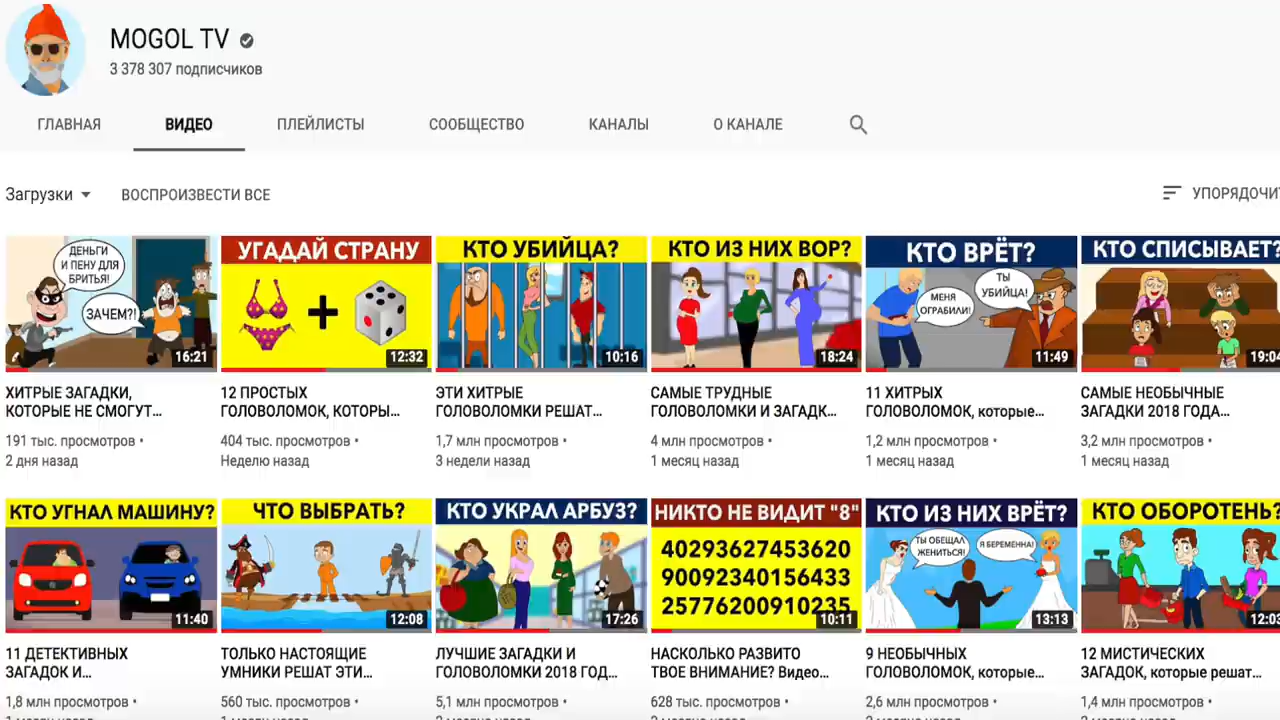 MOGOL TV
3 378 307 подписчиков
ГЛАВНАЯ ВИДЕО ПЛЕЙЛИСТЫ СООБЩЕСТВО КАНАЛЫ О КАНАЛЕ
Загрузки ВОСПРОИЗВЕСТИ ВСЕ УПОРЯДОЧИТ
ДЕНЬГИ
И ПЕНУ ДЛЯ
БРИТЬЯ!
ЗАЧЕМ?!
16:21
УГАДАЙ СТРАНУ
+
12:32
КТО УБИЙЦА?
10:16
КТО ИЗ НИХ ВОР?
18:24
КТО ВРЁТ?
МЕНЯ
ОГРАБИЛИ!
ТЫ
УБИЙЦА!
11:49
КТО СПИСЫВАЕТ?
19:04
ХИТРЫЕ ЗАГАДКИ,
КОТОРЫЕ НЕ СМОГУТ...
191 тыс. просмотров •
2 дня назад
12 ПРОСТЫХ
ГОЛОВОЛОМОК, КОТОРЫ...
404 тыс. просмотров •
Неделю назад
ЭТИ ХИТРЫЕ
ГОЛОВОЛОМКИ РЕШАТ...
1,7 млн просмотров •
3 недели назад
САМЫЕ ТРУДНЫЕ
ГОЛОВОЛОМКИ И ЗАГАДК...
4 млн просмотров •
1 месяц назад
11 ХИТРЫХ
ГОЛОВОЛОМОК, которые...
1,2 млн просмотров •
1 месяц назад
САМЫЕ НЕОБЫЧНЫЕ
ЗАГАДКИ 2018 ГОДА...
3,2 млн просмотров •
1 месяц назад
КТО УГНАЛ МАШИНУ?
11:40
ЧТО ВЫБРАТЬ?
12:08
КТО УКРАЛ АРБУЗ?
17:26
НИКТО НЕ ВИДИТ "8"
40293627453620
90092340156433
25776200910235
10:11
КТО ИЗ НИХ ВРЁТ?
ТЫ ОБЕЩАЛ
ЖЕНИТЬСЯ!
Я БЕРЕМЕННА!
13:13
КТО ОБОРОТЕНЬ?
12:03
11 ДЕТЕКТИВНЫХ
ЗАГАДОК И...
1,8 млн просмотров •
ТОЛЬКО НАСТОЯЩИЕ
УМНИКИ РЕШАТ ЭТИ...
560 тыс. просмотров •
ЛУЧШИЕ ЗАГАДКИ И
ГОЛОВОЛОМКИ 2018 ГОД...
5,1 млн просмотров •
НАСКОЛЬКО РАЗВИТО
ТВОЕ ВНИМАНИЕ? Видео...
628 тыс. просмотров •
9 НЕОБЫЧНЫХ
ГОЛОВОЛОМОК, которые...
2,6 млн просмотров •
12 МИСТИЧЕСКИХ
ЗАГАДОК, которые решат...
1,4 млн просмотров •